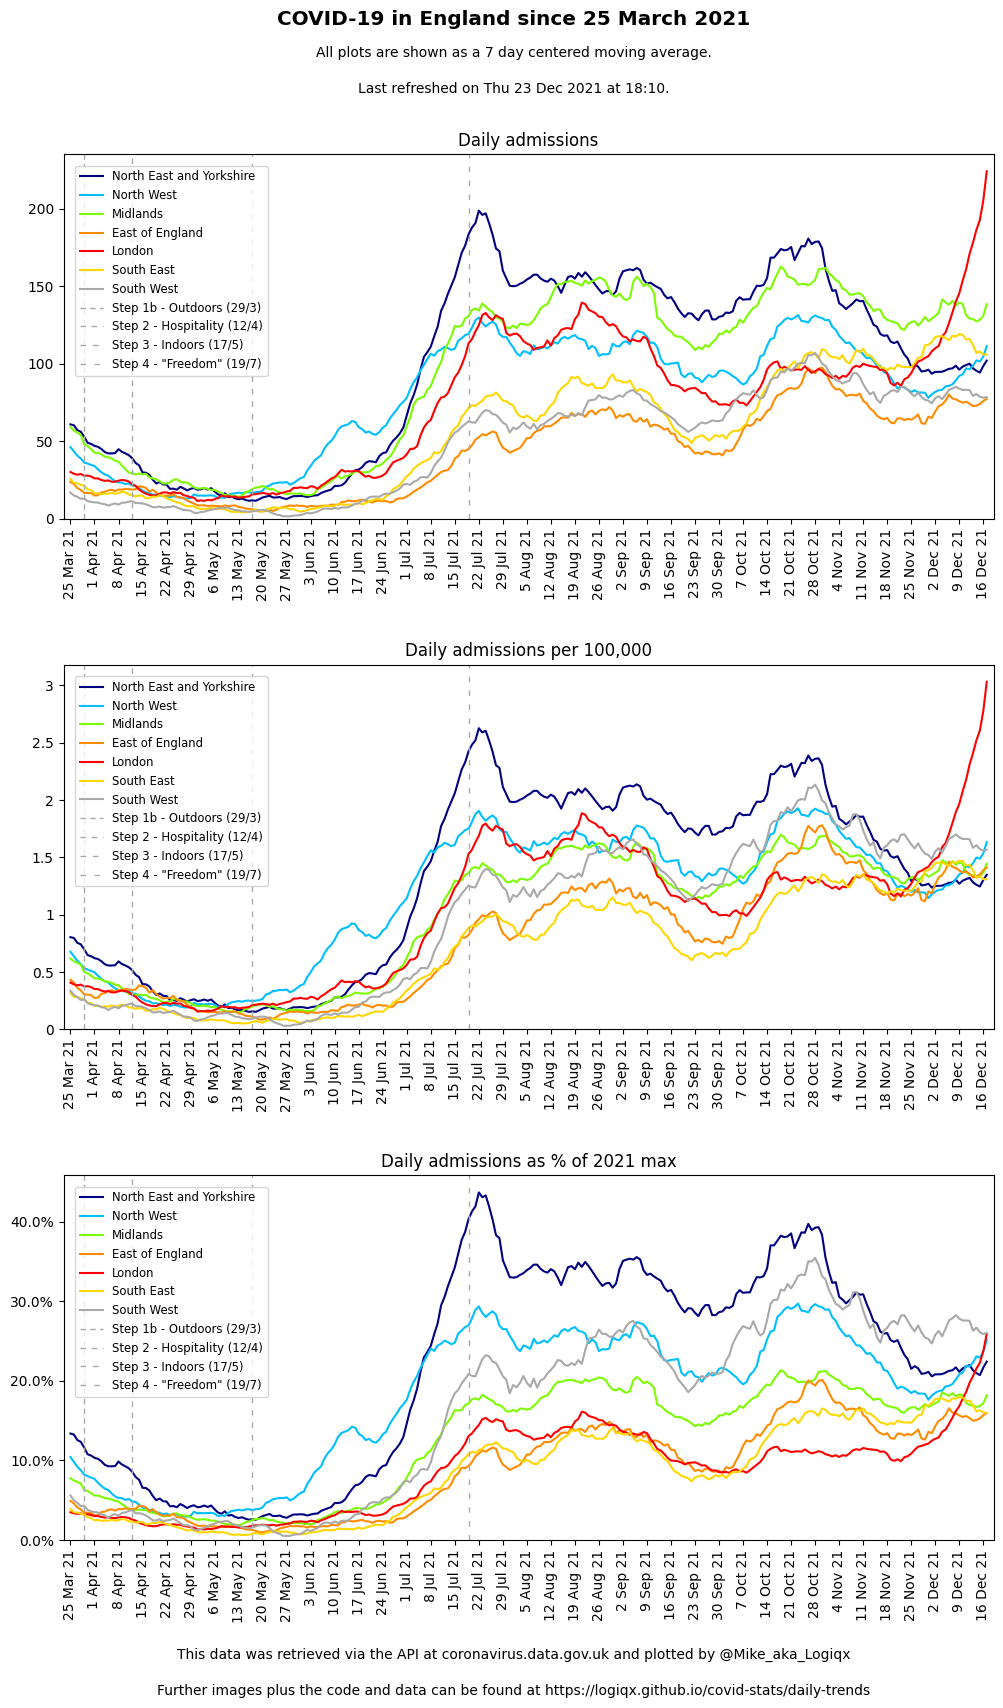 COVID-19 in England since 25 March 2021
All plots are shown as a 7 day centered moving average.
Last refreshed on Thu 23 Dec 2021 at 18:10.
Daily admissions
North East and Yorkshire
North West
Midlands
East of England
London
South East
South West
Step 1b - Outdoors (29/3)
Step 2 - Hospitality (12/4)
Step 3 - Indoors (17/5)
Step 4 - "Freedom" (19/7)
200
150
100
50
0
25 Mar 21
1 Apr 21
8 Apr 21
15 Apr 21
22 Apr 21
29 Apr 21
6 May 21
13 May 21
20 May 21
27 May 21
3 Jun 21
10 Jun 21
17 Jun 21
24 Jun 21
1 Jul 21
8 Jul 21
15 Jul 21
22 Jul 21
29 Jul 21
5 Aug 21
12 Aug 21
19 Aug 21
26 Aug 21
2 Sep 21
9 Sep 21
16 Sep 21
23 Sep 21
30 Sep 21
7 Oct 21
14 Oct 21
21 Oct 21
28 Oct 21
4 Nov 21
11 Nov 21
18 Nov 21
25 Nov 21
2 Dec 21
9 Dec 21
16 Dec 21
Daily admissions per 100,000
North East and Yorkshire
North West
Midlands
East of England
London
South East
South West
Step 1b - Outdoors (29/3)
Step 2 - Hospitality (12/4)
Step 3 - Indoors (17/5)
Step 4 - "Freedom" (19/7)
3
2.5
2
1.5
1
0.5
0
25 Mar 21
1 Apr 21
8 Apr 21
15 Apr 21
22 Apr 21
29 Apr 21
6 May 21
13 May 21
20 May 21
27 May 21
3 Jun 21
10 Jun 21
17 Jun 21
24 Jun 21
1 Jul 21
8 Jul 21
15 Jul 21
22 Jul 21
29 Jul 21
5 Aug 21
12 Aug 21
19 Aug 21
26 Aug 21
2 Sep 21
9 Sep 21
16 Sep 21
23 Sep 21
30 Sep 21
7 Oct 21
14 Oct 21
21 Oct 21
28 Oct 21
4 Nov 21
11 Nov 21
18 Nov 21
25 Nov 21
2 Dec 21
9 Dec 21
16 Dec 21
Daily admissions as % of 2021 max
North East and Yorkshire
North West
Midlands
East of England
London
South East
South West
Step 1b - Outdoors (29/3)
Step 2 - Hospitality (12/4)
Step 3 - Indoors (17/5)
Step 4 - "Freedom" (19/7)
40.0%
30.0%
20.0%
10.0%
0.0%
25 Mar 21
1 Apr 21
8 Apr 21
15 Apr 21
22 Apr 21
29 Apr 21
6 May 21
13 May 21
20 May 21
27 May 21
3 Jun 21
10 Jun 21
17 Jun 21
24 Jun 21
1 Jul 21
8 Jul 21
15 Jul 21
22 Jul 21
29 Jul 21
5 Aug 21
12 Aug 21
19 Aug 21
26 Aug 21
2 Sep 21
9 Sep 21
16 Sep 21
23 Sep 21
30 Sep 21
7 Oct 21
14 Oct 21
21 Oct 21
28 Oct 21
4 Nov 21
11 Nov 21
18 Nov 21
25 Nov 21
2 Dec 21
9 Dec 21
16 Dec 21
This data was retrieved via the API at coronavirus.data.gov.uk and plotted by @Mike_aka_Logiqx
Further images plus the code and data can be found at https://logiqx.github.io/covid-stats/daily-trends